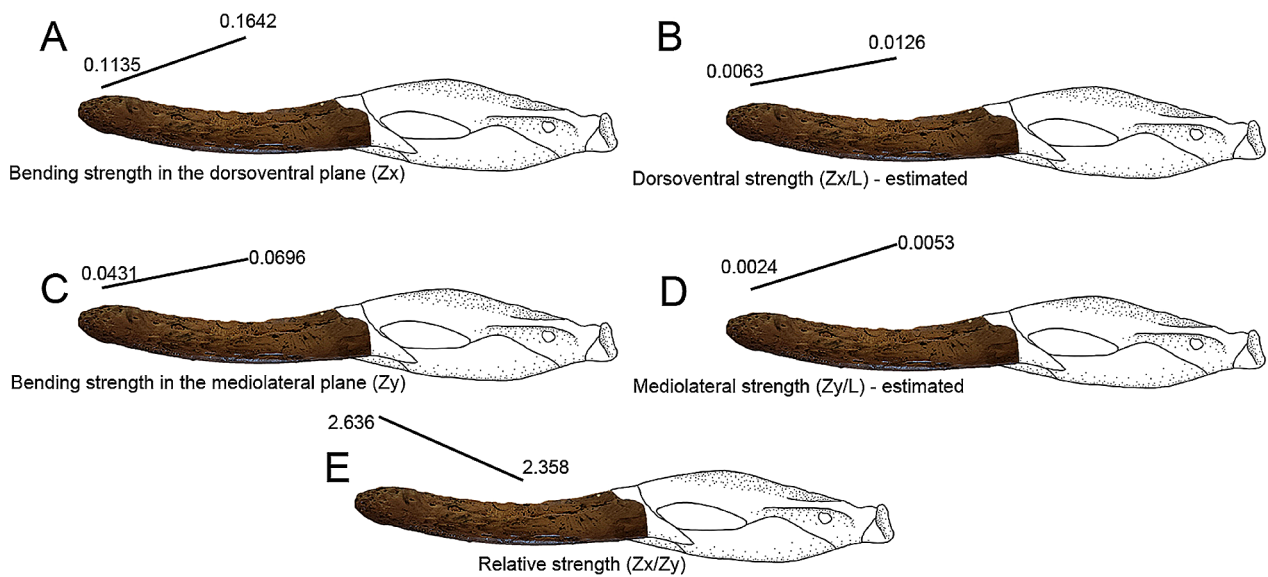 A
0.1642
0.1135
Bending strength in the dorsoventral plane (Zx)
B
0.0126
0.0063
Dorsoventral strength (Zx/L) - estimated
C
0.0696
0.0431
Bending strength in the mediolateral plane (Zy)
D
0.0053
0.0024
Mediolateral strength (Zy/L) - estimated
E
2.636
2.358
Relative strength (Zx/Zy)